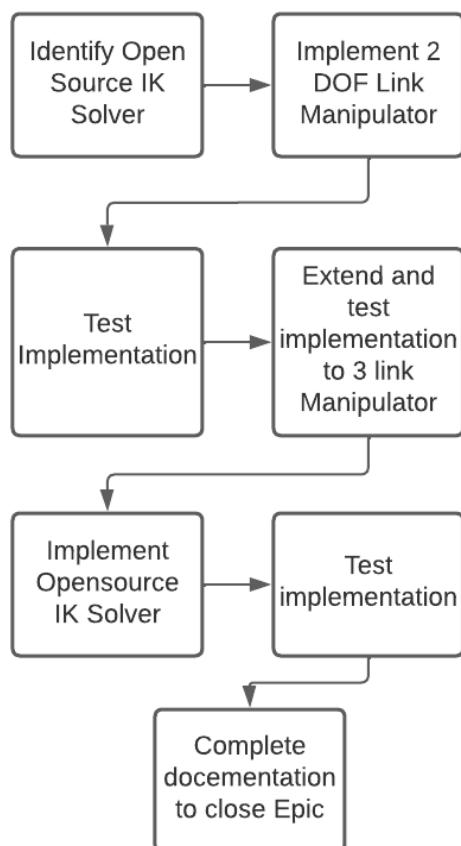 Identify Open
Source IK
Solver
Implement 2
DOF Link
Manipulator
Test
Implementation
Extend and
test
implementation
to 3 link
Manipulator
Implement
Opensource
IK Solver
Test
implementation
Complete
docementation
to close Epic